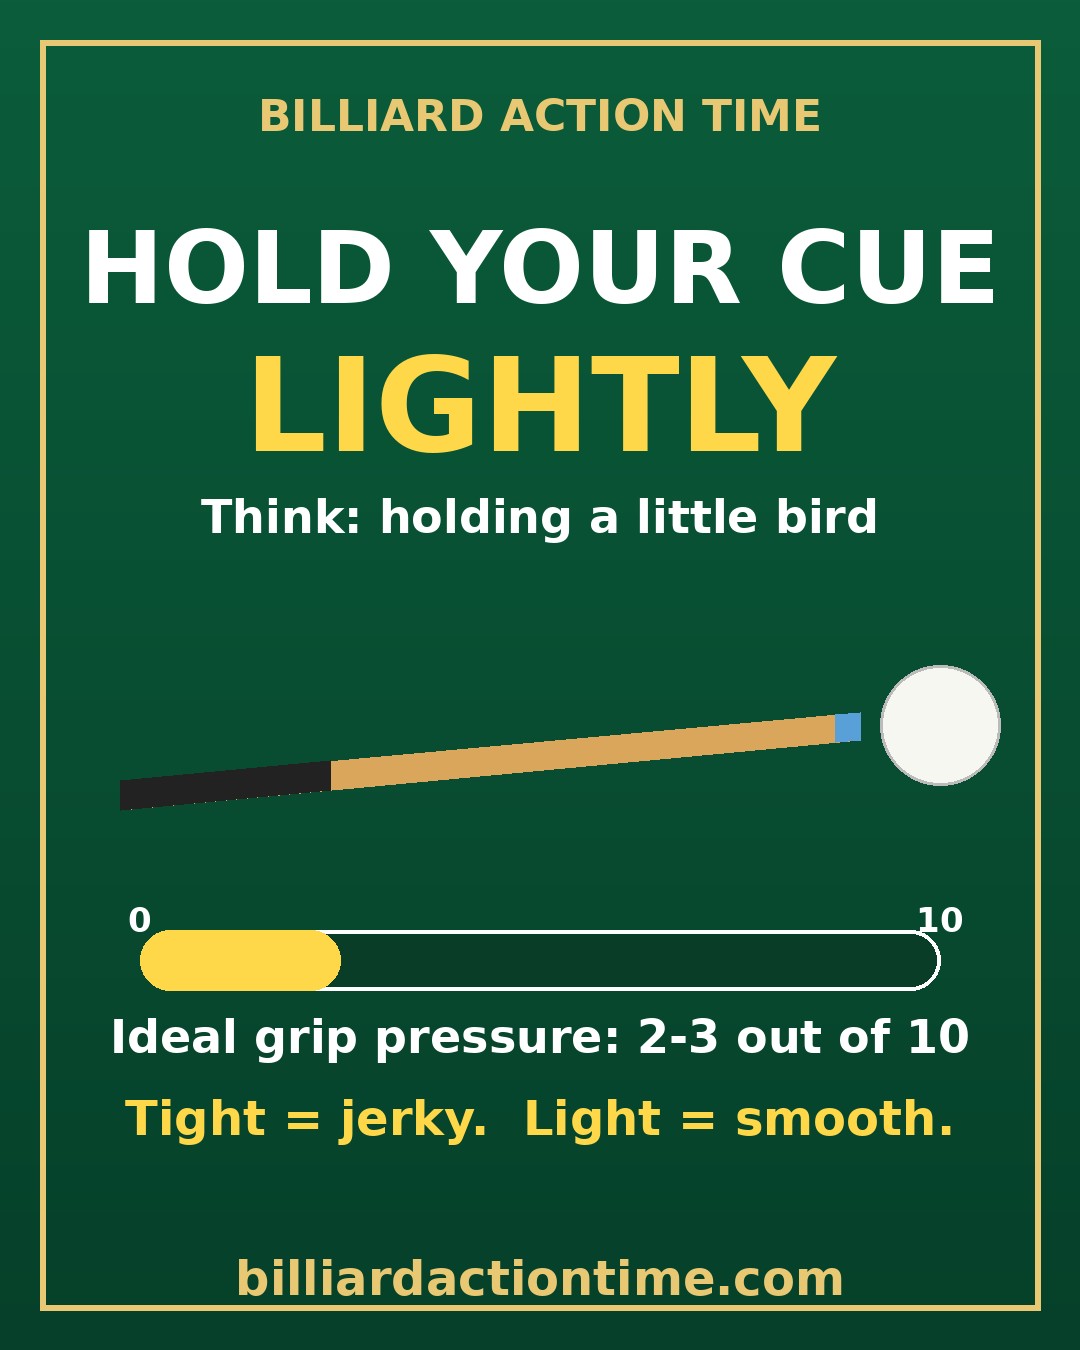 BILLIARD ACTION TIME
HOLD YOUR CUE
LIGHTLY
Think: holding a little bird
0 10
Ideal grip pressure: 2-3 out of 10
Tight = jerky.  Light = smooth.
billiardactiontime.com